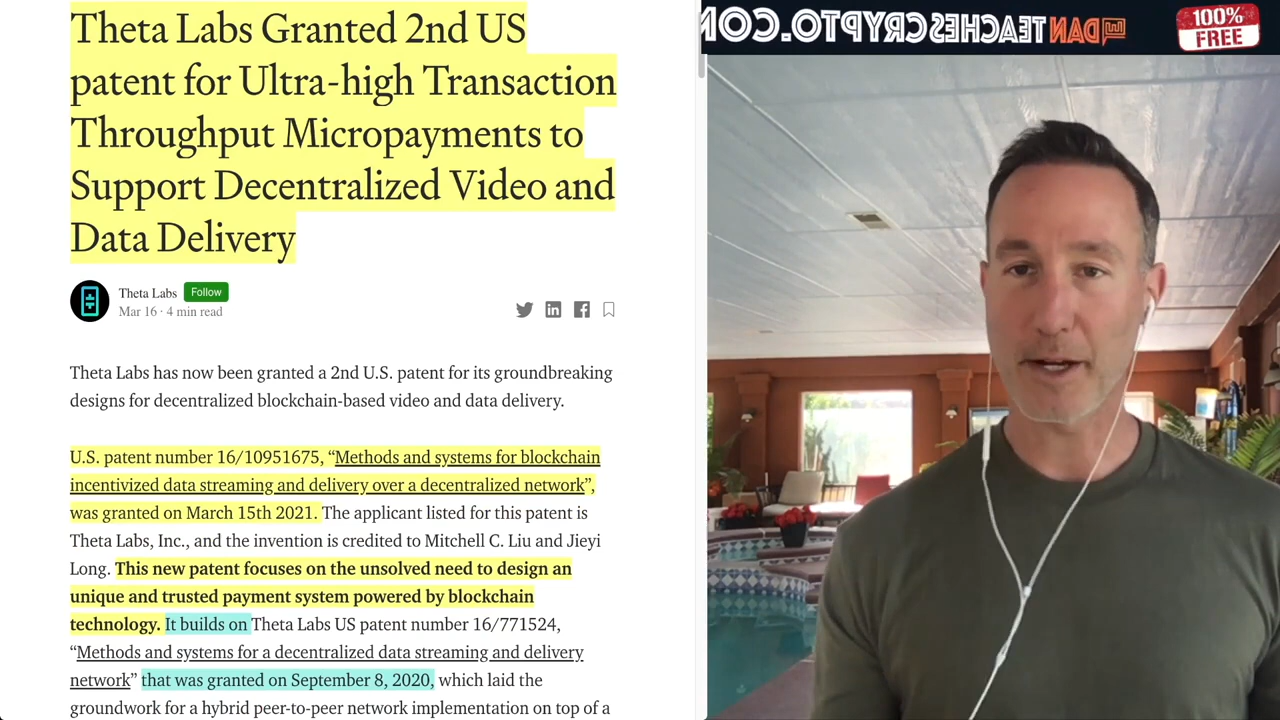 Theta Labs Granted 2nd US
patent for Ultra-high Transaction
Throughput Micropayments to
Support Decentralized Video and
Data Delivery
Theta Labs Follow
Mar 16 · 4 min read
Theta Labs has now been granted a 2nd U.S. patent for its groundbreaking
designs for decentralized blockchain-based video and data delivery.
U.S. patent number 16/10951675, “Methods and systems for blockchain
incentivized data streaming and delivery over a decentralized network”,
was granted on March 15th 2021. The applicant listed for this patent is
Theta Labs, Inc., and the invention is credited to Mitchell C. Liu and Jieyi
Long. This new patent focuses on the unsolved need to design an
unique and trusted payment system powered by blockchain
technology. It builds on Theta Labs US patent number 16/771524,
“Methods and systems for a decentralized data streaming and delivery
network” that was granted on September 8, 2020, which laid the
groundwork for a hybrid peer-to-peer network implementation on top of a
DANTEACHESCRYPTO.COM
100%
FREE